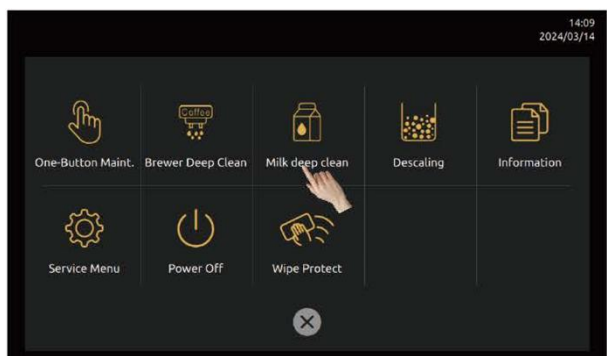 14:09
2024/03/14
Coffee
One-Button Maint.
Brewer Deep Clean
Milk deep clean
Descaling
Information
Service Menu
Power Off
Wipe Protect